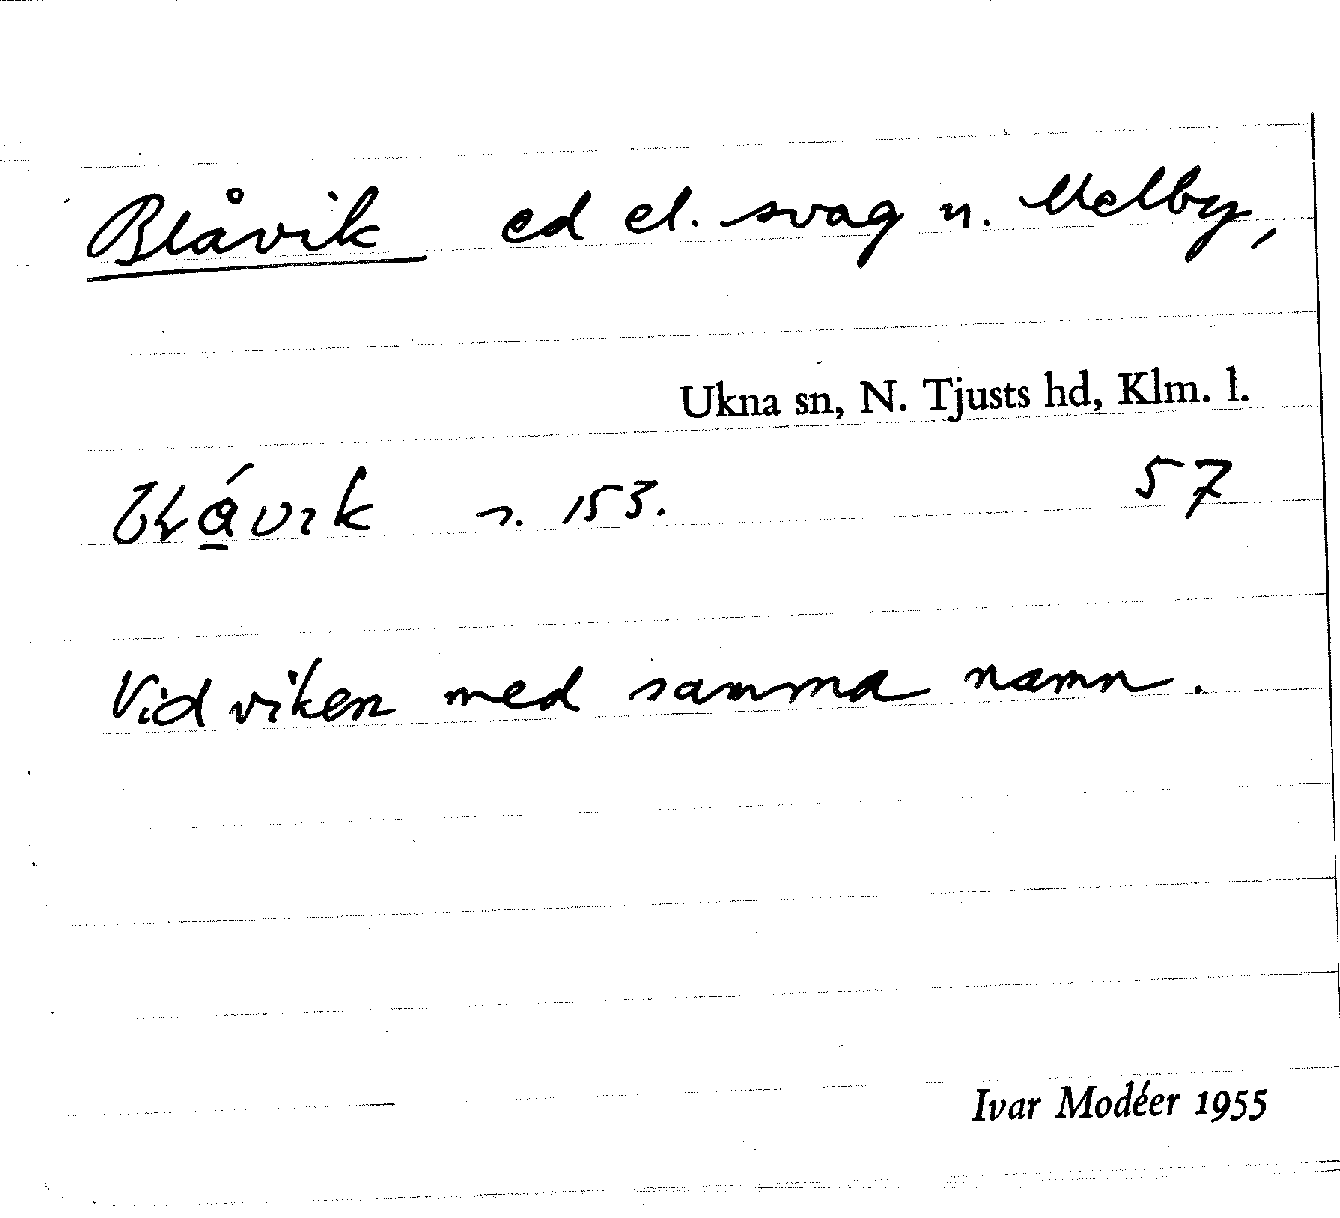 Blåvik ed el. svag u. Melby,
Ukna sn, N. Tjusts hd, Klm. l.
s. 153. 57
Vid viken med samma namn.
Ivar Modéer 1955